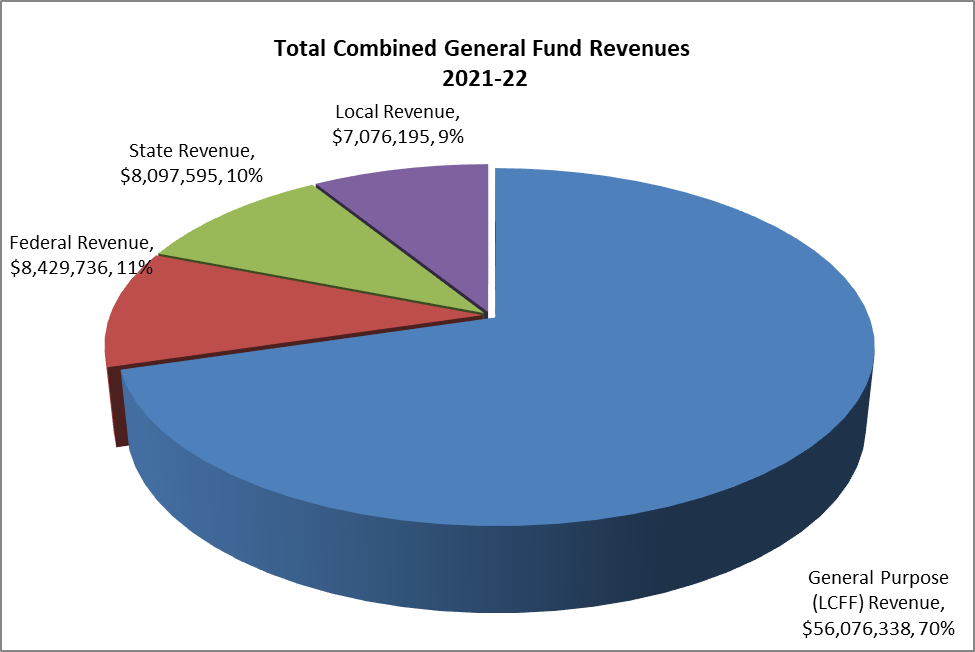 Total Combined General Fund Revenues
2021-22
Local Revenue,
$7,076,195, 9%
State Revenue,
$8,097,595, 10%
Federal Revenue,
$8,429,736, 11%
General Purpose
(LCFF) Revenue,
$56,076,338, 70%